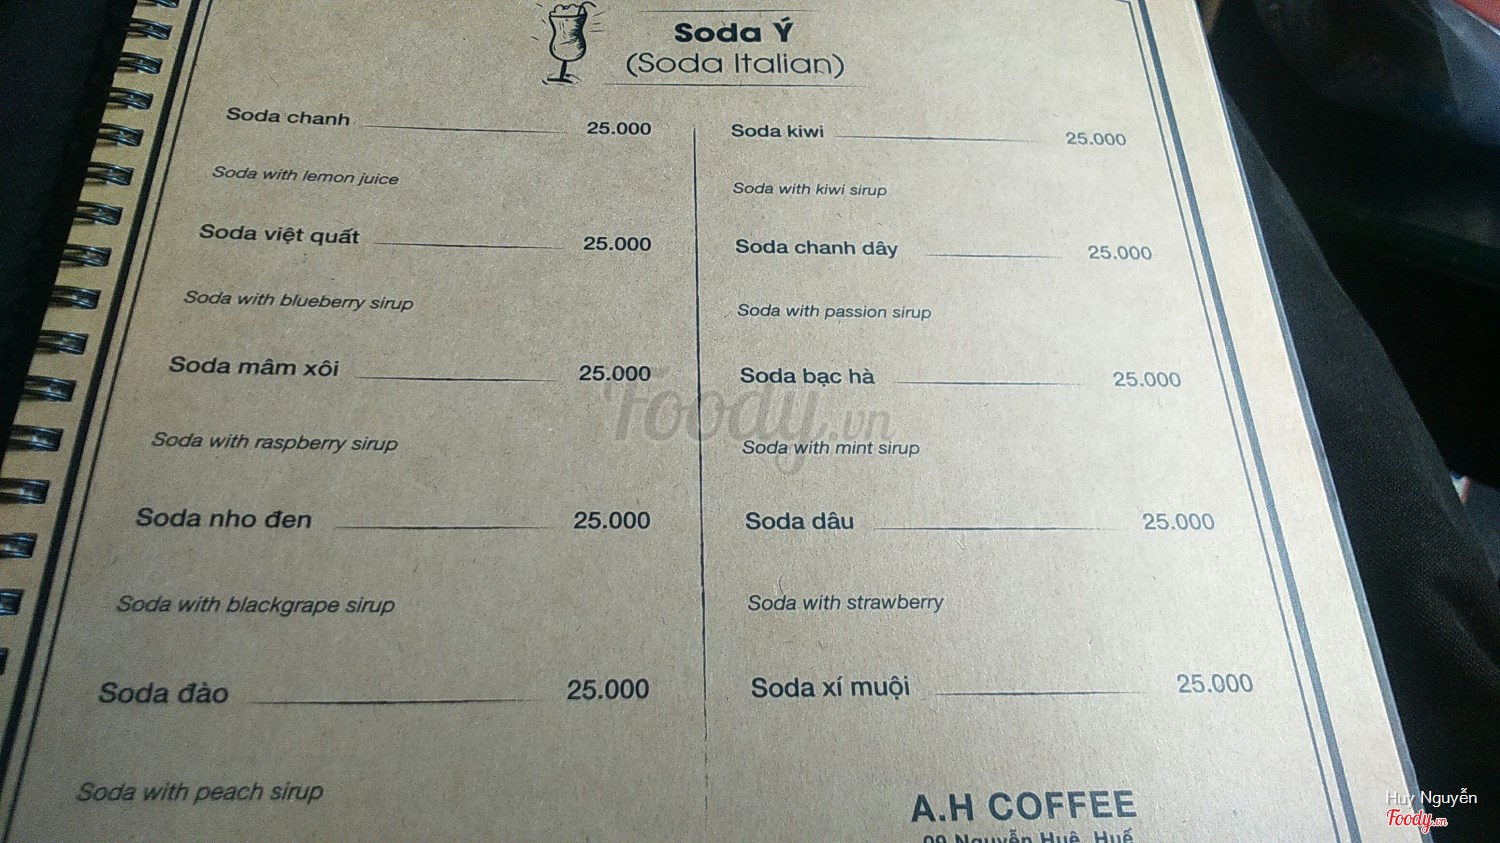 Soda Ý
(Soda Italian)
Soda chanh 25.000
Soda with lemon juice
Soda việt quất 25.000
Soda with blueberry sirup
Soda mâm xôi 25.000
Soda with raspberry sirup
Soda nho đen 25.000
Soda with blackgrape sirup
Soda đào 25.000
Soda with peach sirup
Soda kiwi 25.000
Soda with kiwi sirup
Soda chanh dây 25.000
Soda with passion sirup
Soda bạc hà 25.000
Soda with mint sirup
Soda dâu 25.000
Soda with strawberry
Soda xí muội 25.000
A.H COFFEE
Nguyễn Huệ, Huế
Foody.vn
Huy Nguyễn
Foody.vn